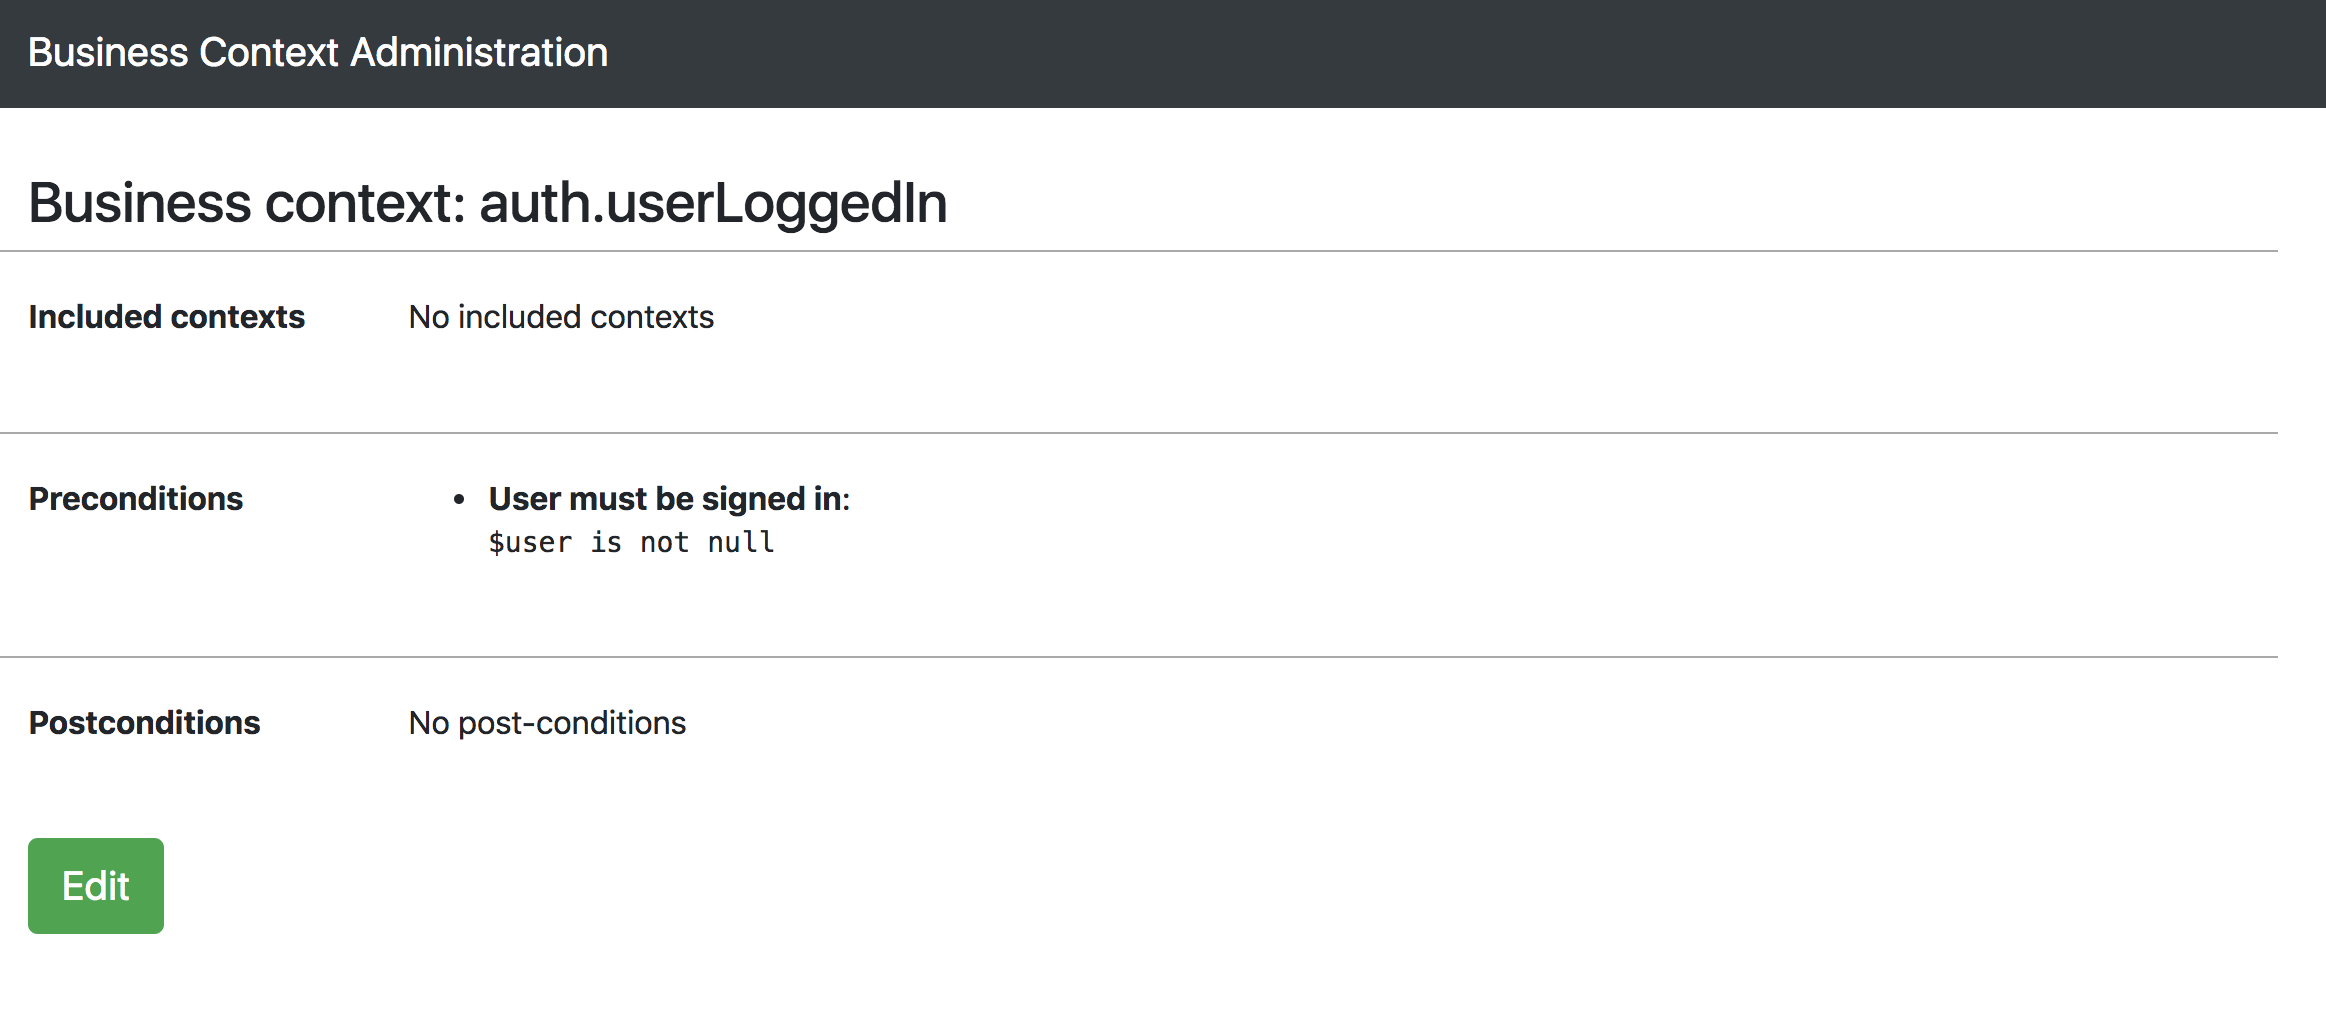 Business Context Administration
Business context: auth.userLoggedIn
Included contexts No included contexts
Preconditions • User must be signed in:
$user is not null
Postconditions No post-conditions
Edit